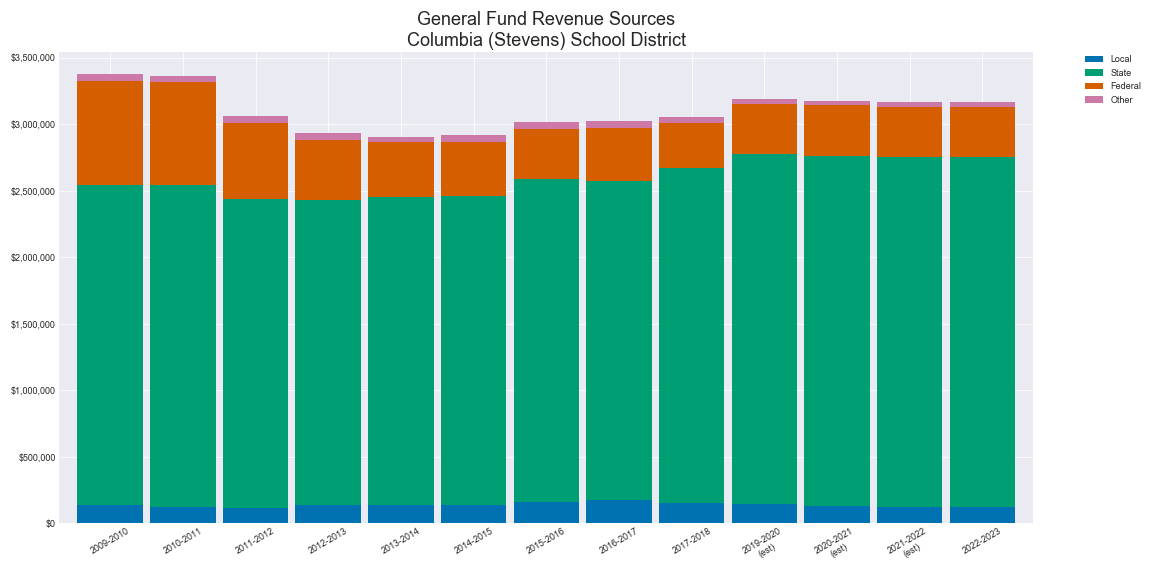 General Fund Revenue Sources
Columbia (Stevens) School District
$3,500,000
$3,000,000
$2,500,000
$2,000,000
$1,500,000
$1,000,000
$500,000
$0
2009-2010
2010-2011
2011-2012
2012-2013
2013-2014
2014-2015
2015-2016
2016-2017
2017-2018
2019-2020
(est)
2020-2021
(est)
2021-2022
(est)
2022-2023
Local
State
Federal
Other